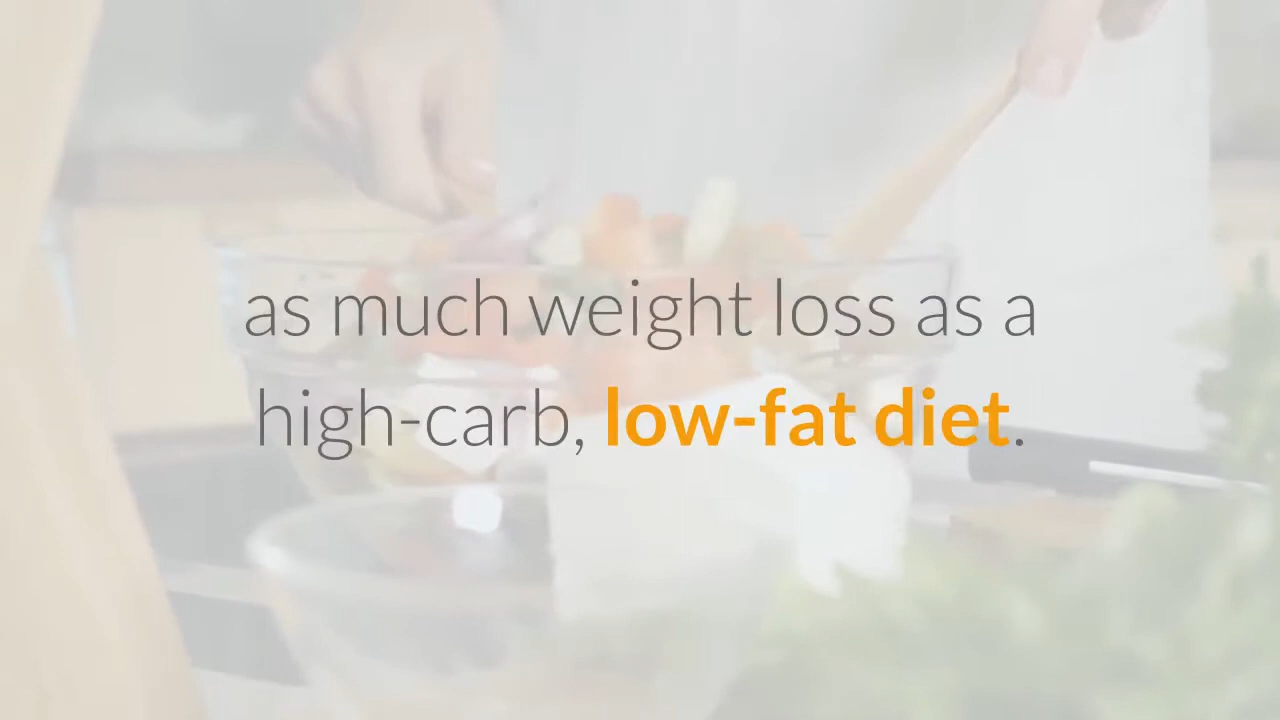 as much weight loss as a
high-carb, low-fat diet.